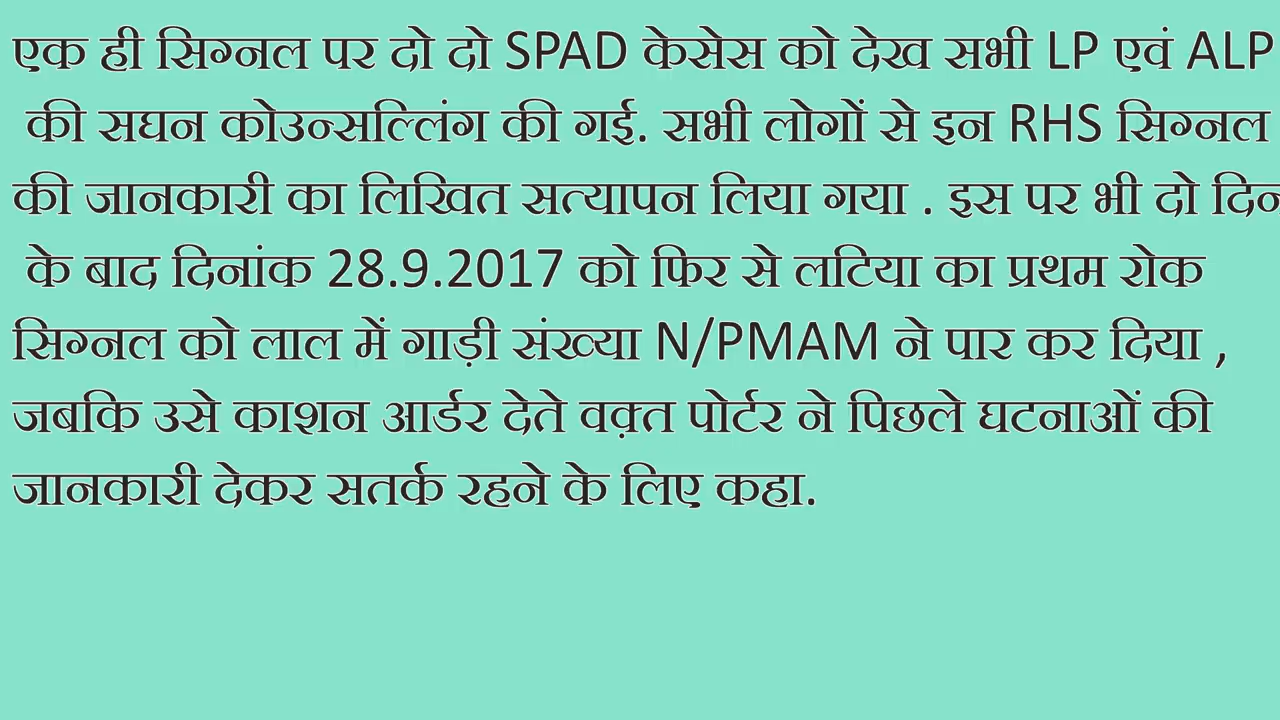 एक ही सिग्नल पर दो दो SPAD केसेस को देख सभी LP एवं ALP
की सघन कोउन्सल्लिंग की गई. सभी लोगों से इन RHS सिग्नल
की जानकारी का लिखित सत्यापन लिया गया . इस पर भी दो दिन
के बाद दिनांक 28.9.2017 को फिर से लटिया का प्रथम रोक
सिग्नल को लाल में गाड़ी संख्या N/PMAM ने पार कर दिया ,
जबकि उसे काशन आर्डर देते वक़्त पोर्टर ने पिछले घटनाओं की
जानकारी देकर सतर्क रहने के लिए कहा.